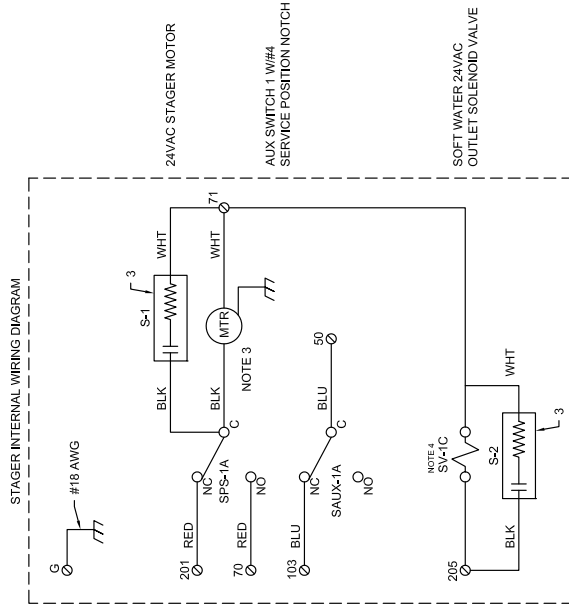 STAGER INTERNAL WIRING DIAGRAM
G
#18 AWG
24VAC STAGER MOTOR
3
S-1
BLK
WHT
201
RED
NC
SPS-1A
C
BLK
MTR
WHT
71
NOTE 3
70
RED
NO
AUX SWITCH 1 W/#4
SERVICE POSITION NOTCH
103
BLU
NC
SAUX-1A
C
BLU
50
NO
SOFT WATER 24VAC
OUTLET SOLENOID VALVE
NOTE 4
SV-1C
205
BLK
S-2
WHT
3